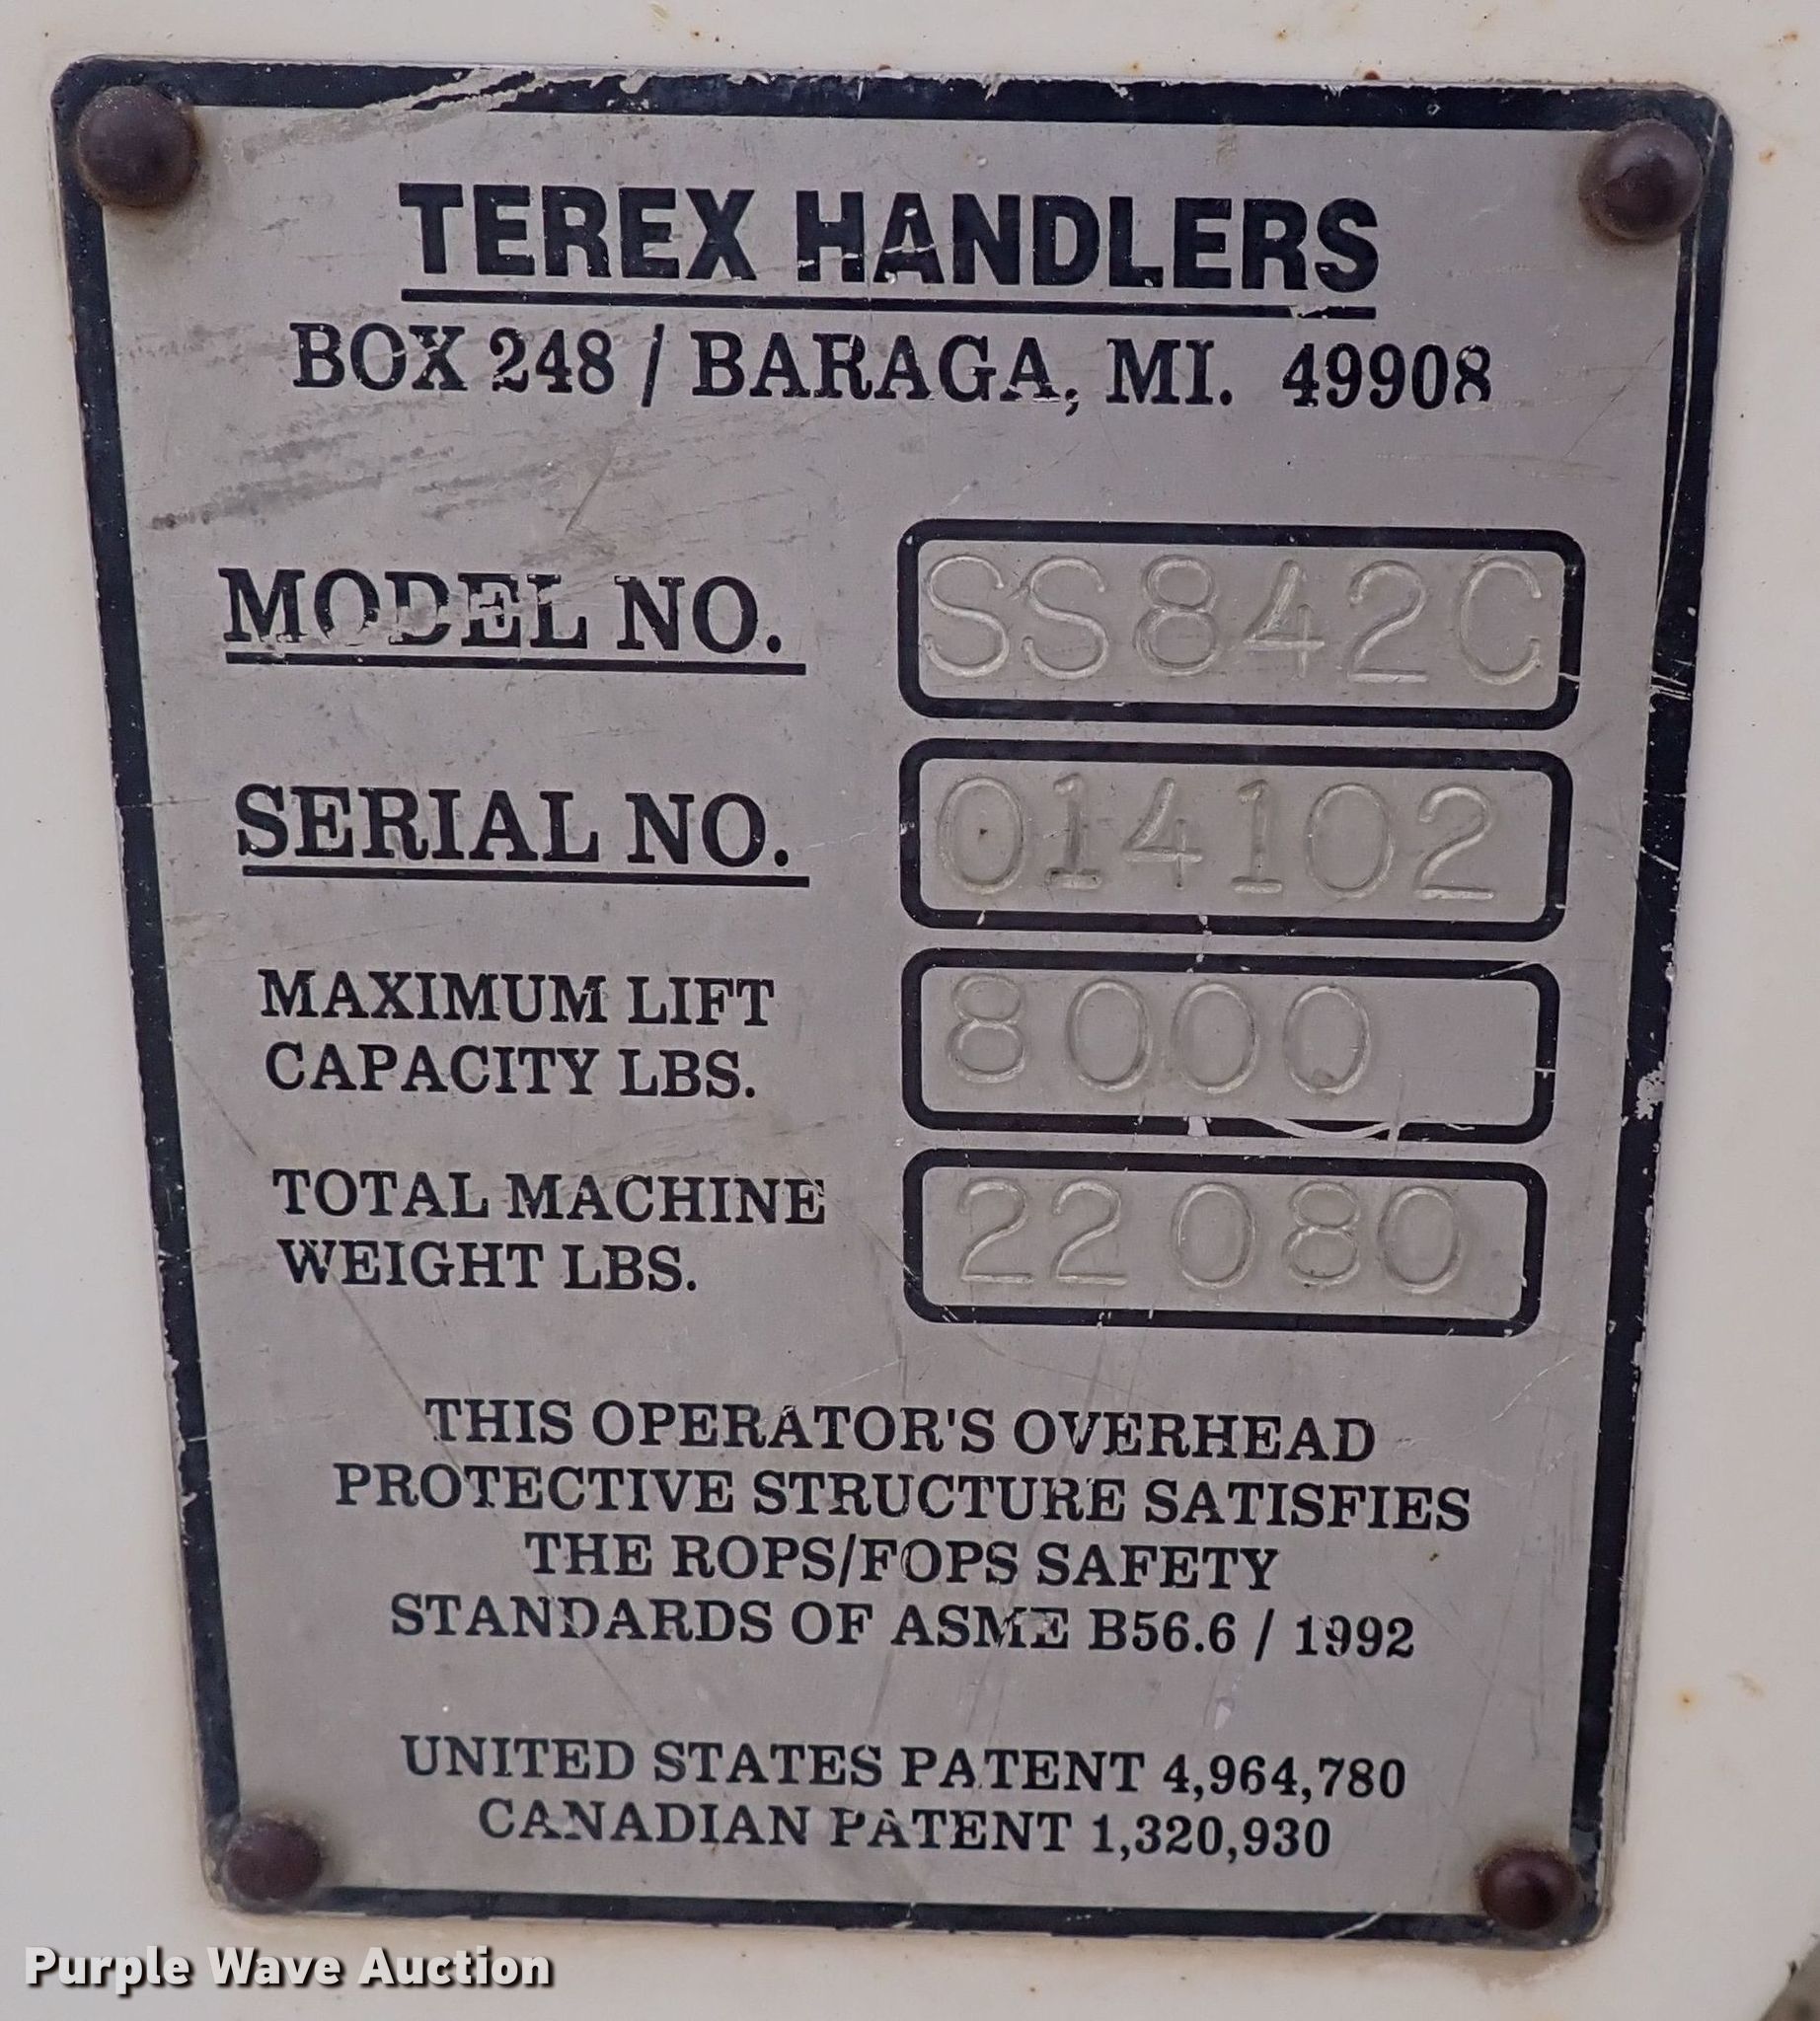 TEREX HANDLERS
BOX 248 / BARAGA, MI. 49908
MODEL NO. SS842C
SERIAL NO. 014102
MAXIMUM LIFT
CAPACITY LBS. 8000
TOTAL MACHINE
WEIGHT LBS. 22080
THIS OPERATOR'S OVERHEAD
PROTECTIVE STRUCTURE SATISFIES
THE ROPS/FOPS SAFETY
STANDARDS OF ASME B56.6 / 1992
UNITED STATES PATENT 4,964,780
CANADIAN PATENT 1,320,930
Purple Wave Auction